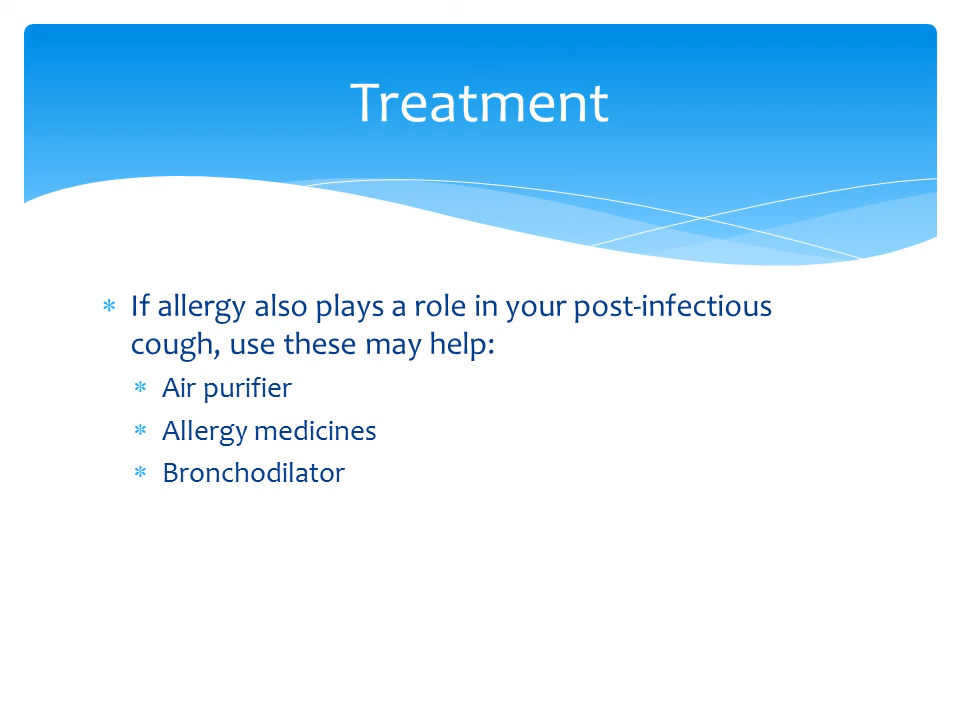 Treatment
If allergy also plays a role in your post-infectious
cough, use these may help:
Air purifier
Allergy medicines
Bronchodilator